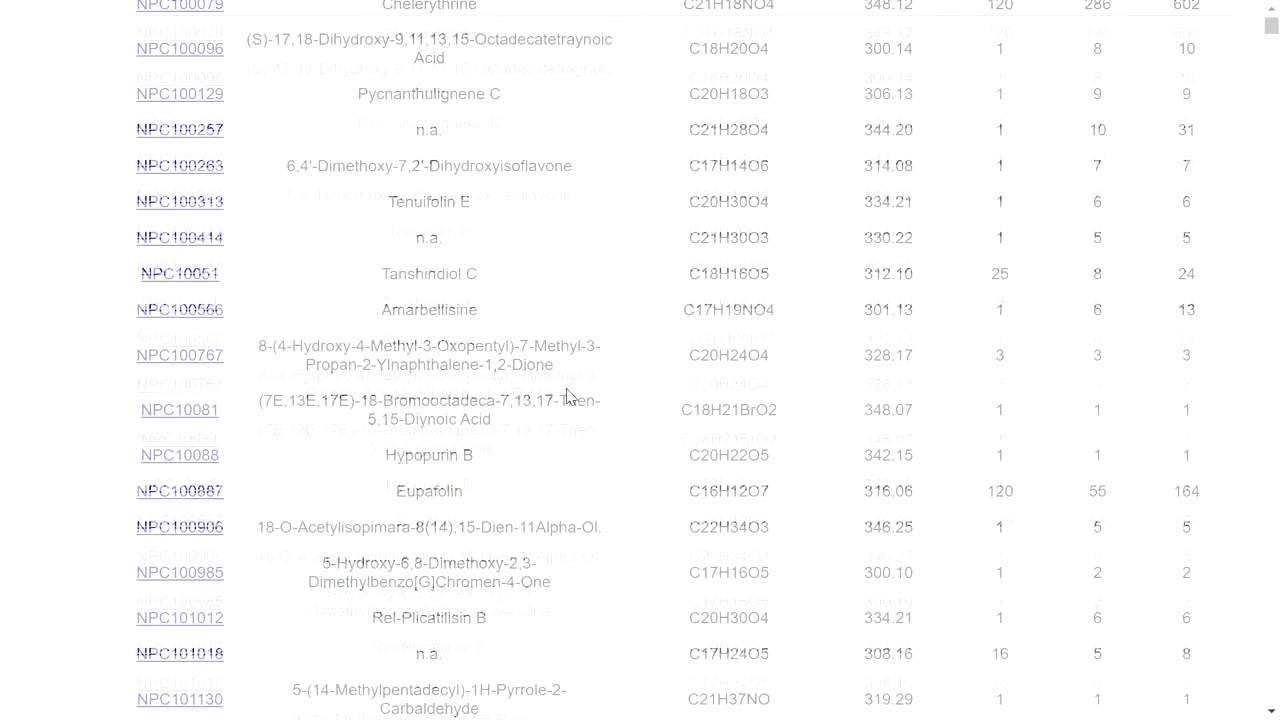 NPC100079 Chelerythrine C21H18NO4 348.12 120 286 602
(S)-17,18-Dihydroxy-9,11,13,15-Octadecatetraynoic
NPC100096 C18H20O4 300.14 1 8 10
Acid
NPC100129 Pycnanthulignene C C20H18O3 306.13 1 9 9
NPC100257 n.a. C21H28O4 344.20 1 10 31
NPC100263 6,4'-Dimethoxy-7,2'-Dihydroxyisoflavone C17H14O6 314.08 1 7 7
NPC100313 Tenuifolin E C20H30O4 334.21 1 6 6
NPC100414 n.a. C21H30O3 330.22 1 5 5
NPC10051 Tanshindiol C C18H16O5 312.10 25 8 24
NPC100566 Amarbellisine C17H19NO4 301.13 1 6 13
8-(4-Hydroxy-4-Methyl-3-Oxopentyl)-7-Methyl-3-
NPC100767 C20H24O4 328.17 3 3 3
Propan-2-Ylnaphthalene-1,2-Dione
(7E,13E,17E)-18-Bromooctadeca-7,13,17-Trien-
NPC10081 C18H21BrO2 348.07 1 1 1
5,15-Diynoic Acid
NPC10088 Hypopurin B C20H22O5 342.15 1 1 1
NPC100887 Eupafolin C16H12O7 316.06 120 55 164
NPC100906 18-O-Acetylisopimara-8(14),15-Dien-11Alpha-Ol. C22H34O3 346.25 1 5 5
5-Hydroxy-6,8-Dimethoxy-2,3-
NPC100985 C17H16O5 300.10 1 2 2
Dimethylbenzo[G]Chromen-4-One
NPC101012 Rel-Plicatilisin B C20H30O4 334.21 1 6 6
NPC101018 n.a. C17H24O5 308.16 16 5 8
5-(14-Methylpentadecyl)-1H-Pyrrole-2-
NPC101130 C21H37NO 319.29 1 1 1
Carbaldehyde